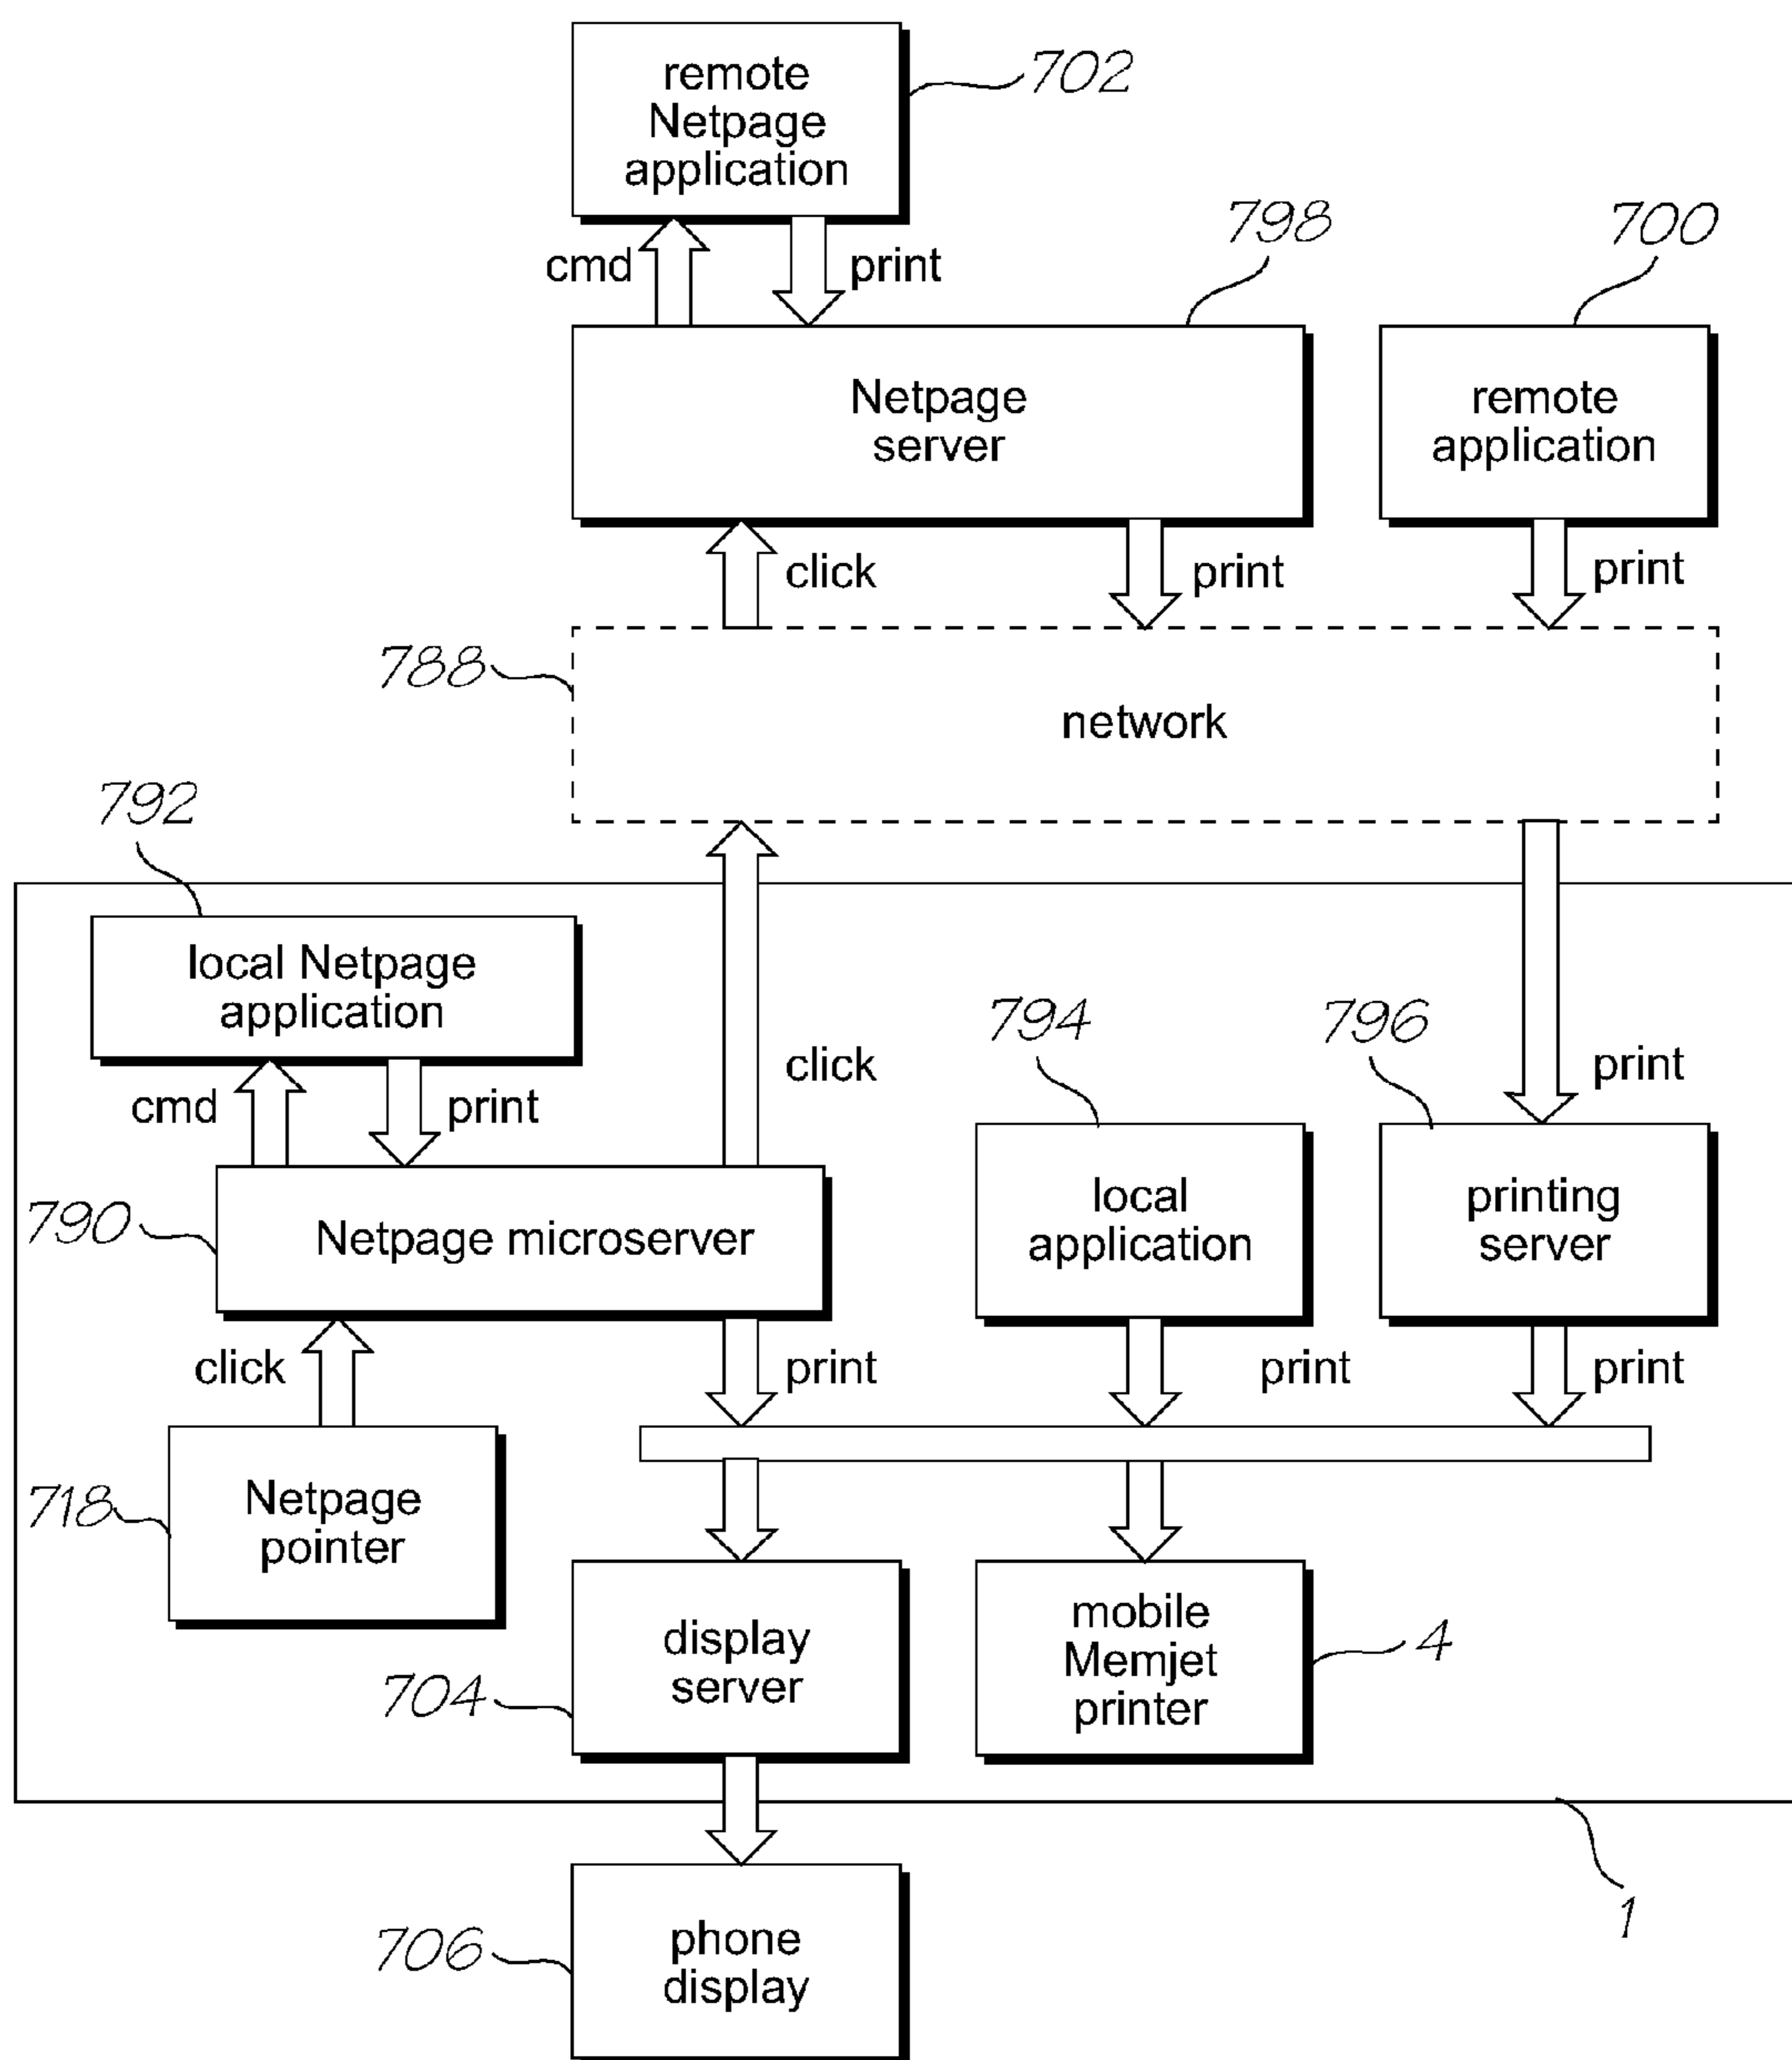 remote
Netpage
application
702
cmd
print
798
700
Netpage
server
remote
application
click
print
print
788
network
792
local Netpage
application
click
794
796
print
cmd
print
790
Netpage microserver
local
application
printing
server
click
print
print
print
718
Netpage
pointer
704
display
server
mobile
Memjet
printer
4
1
706
phone
display